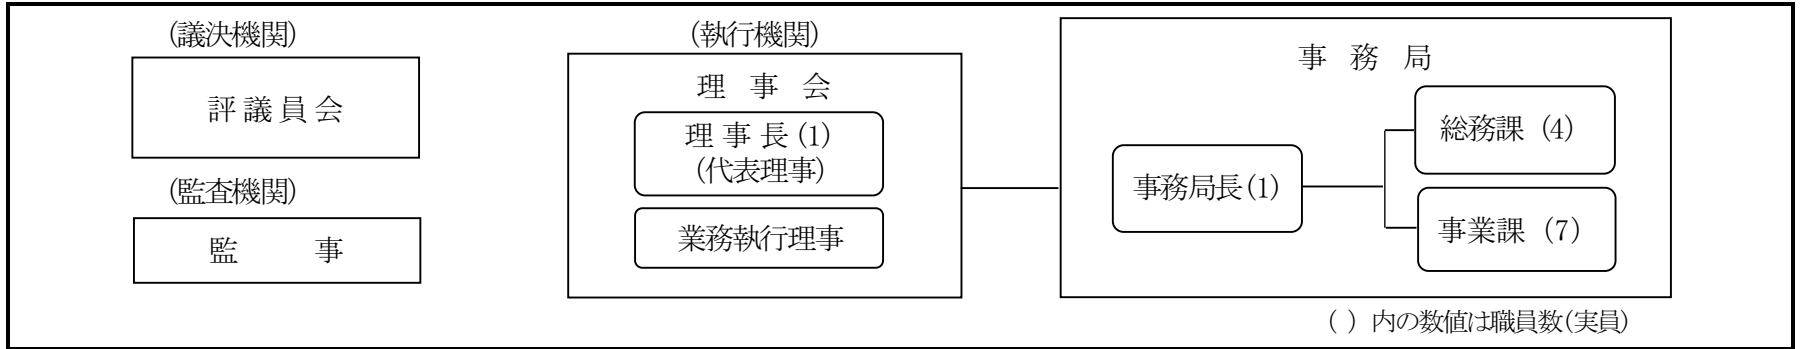 (議決機関)
評議員会
(監査機関)
監　事
(執行機関)
理　事　会
理 事 長 (1)
(代表理事)
業務執行理事
事　務　局
事務局長(1)
総務課 (4)
事業課 (7)
( ) 内の数値は職員数(実員)